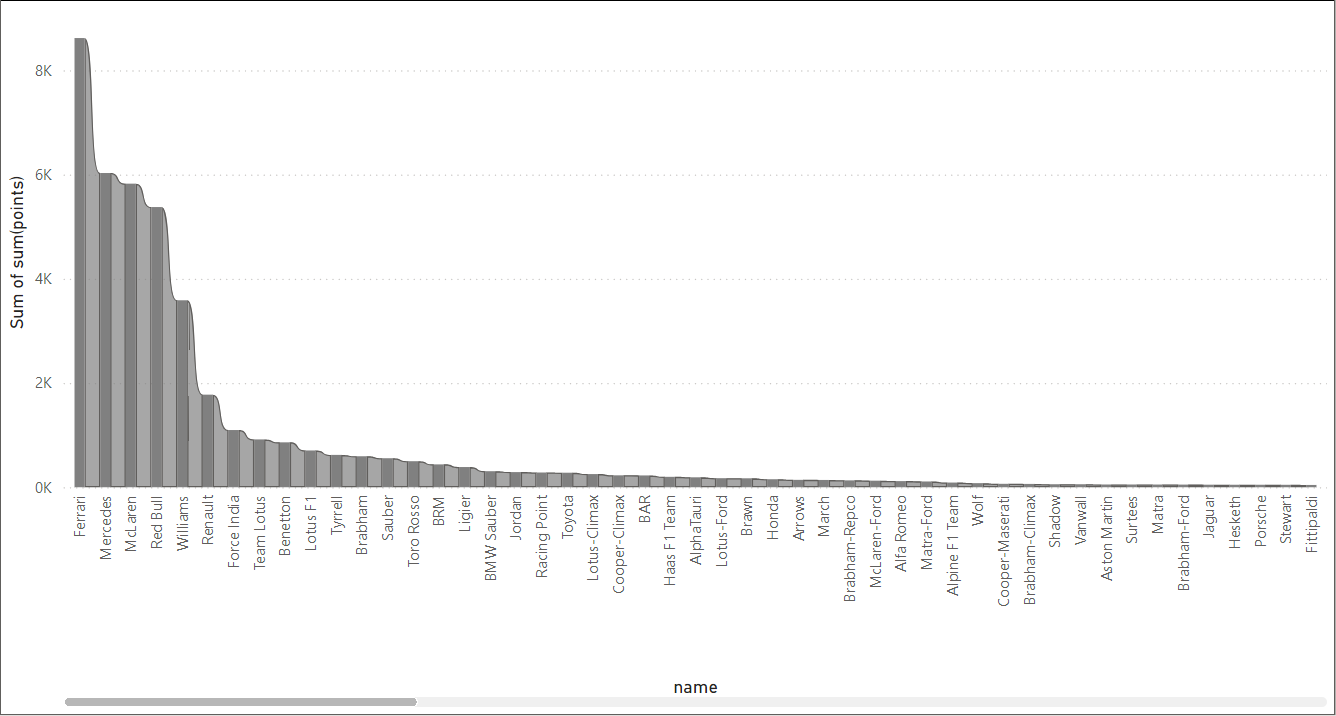 8K
6K
4K
2K
0K
Sum of sum(points)
Ferrari
Mercedes
McLaren
Red Bull
Williams
Renault
Force India
Team Lotus
Benetton
Lotus F1
Tyrrell
Brabham
Sauber
Toro Rosso
BRM
Ligier
BMW Sauber
Jordan
Racing Point
Toyota
Lotus-Climax
Cooper-Climax
BAR
Haas F1 Team
AlphaTauri
Lotus-Ford
Brawn
Honda
Arrows
March
Brabham-Repco
McLaren-Ford
Alfa Romeo
Matra-Ford
Alpine F1 Team
Wolf
Cooper-Maserati
Brabham-Climax
Shadow
Vanwall
Aston Martin
Surtees
Matra
Brabham-Ford
Jaguar
Hesketh
Porsche
Stewart
Fittipaldi
name